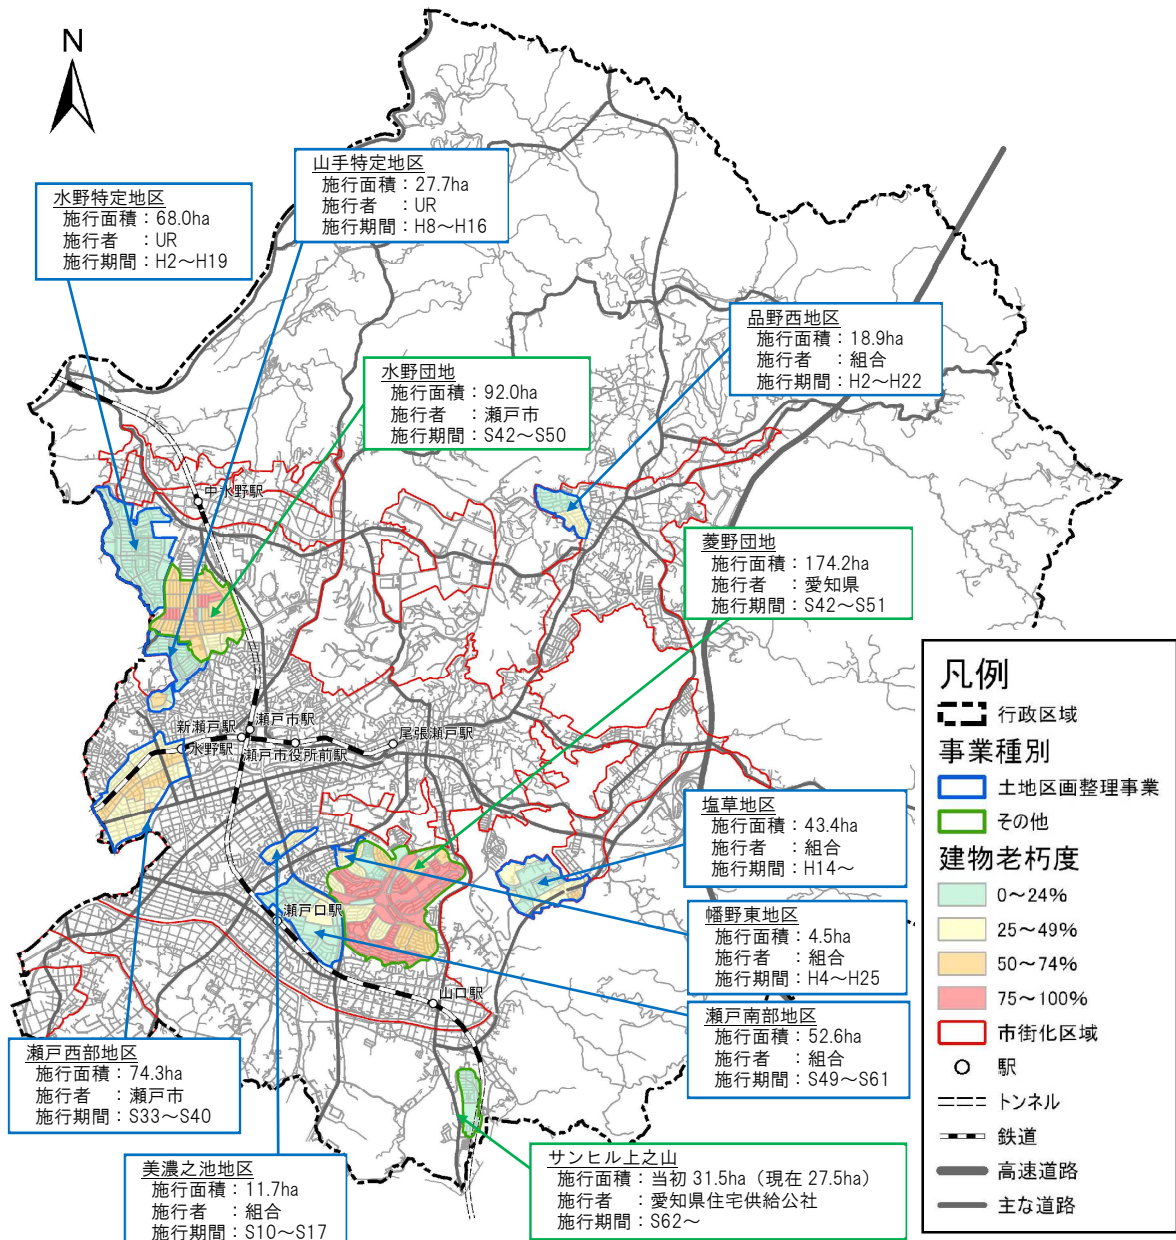 N
山手特定地区
施行面積：27.7ha
施行者　：UR
施行期間：H8～H16
水野特定地区
施行面積：68.0ha
施行者　：UR
施行期間：H2～H19
品野西地区
施行面積：18.9ha
施行者　：組合
施行期間：H2～H22
水野団地
施行面積：92.0ha
施行者　：瀬戸市
施行期間：S42～S50
中水野駅
菱野団地
施行面積：174.2ha
施行者　：愛知県
施行期間：S42～S51
新瀬戸駅
瀬戸市駅
水野駅
瀬戸市役所前駅
尾張瀬戸駅
塩草地区
施行面積：43.4ha
施行者　：組合
施行期間：H14～
瀬戸口駅
幡野東地区
施行面積：4.5ha
施行者　：組合
施行期間：H4～H25
山口駅
瀬戸南部地区
施行面積：52.6ha
施行者　：組合
施行期間：S49～S61
瀬戸西部地区
施行面積：74.3ha
施行者　：瀬戸市
施行期間：S33～S40
美濃之池地区
施行面積：11.7ha
施行者　：組合
施行期間：S10～S17
サンヒル上之山
施行面積：当初 31.5ha（現在 27.5ha）
施行者　：愛知県住宅供給公社
施行期間：S62～
凡例
行政区域
事業種別
土地区画整理事業
その他
建物老朽度
0～24%
25～49%
50～74%
75～100%
市街化区域
駅
トンネル
鉄道
高速道路
主な道路